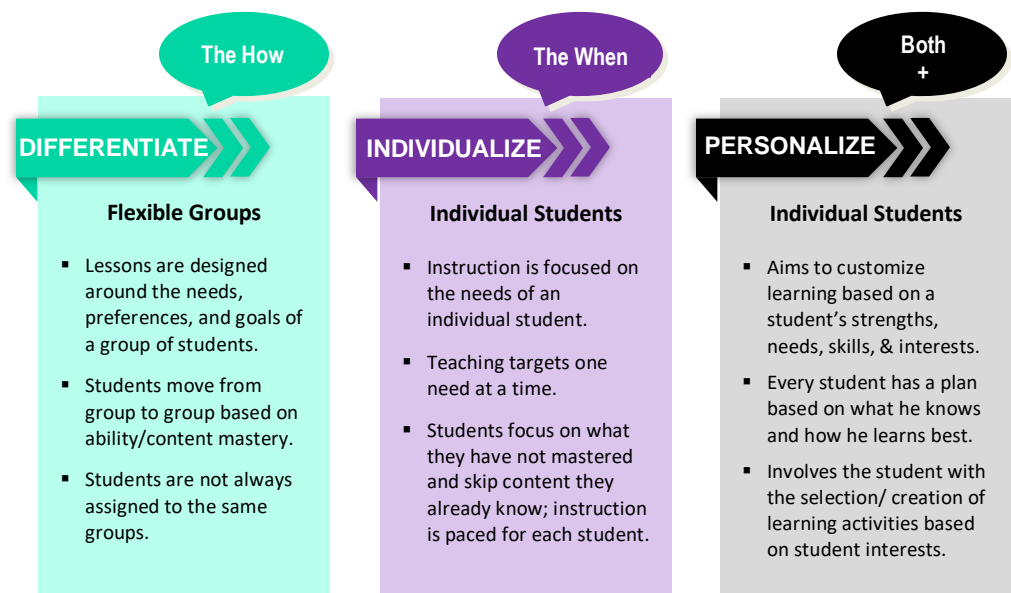 The How
DIFFERENTIATE
Flexible Groups
▪ Lessons are designed
around the needs,
preferences, and goals of
a group of students.
▪ Students move from
group to group based on
ability/content mastery.
▪ Students are not always
assigned to the same
groups.
The When
INDIVIDUALIZE
Individual Students
▪ Instruction is focused on
the needs of an
individual student.
▪ Teaching targets one
need at a time.
▪ Students focus on what
they have not mastered
and skip content they
already know; instruction
is paced for each student.
Both
+
PERSONALIZE
Individual Students
▪ Aims to customize
learning based on a
student’s strengths,
needs, skills, & interests.
▪ Every student has a plan
based on what he knows
and how he learns best.
▪ Involves the student with
the selection/ creation of
learning activities based
on student interests.